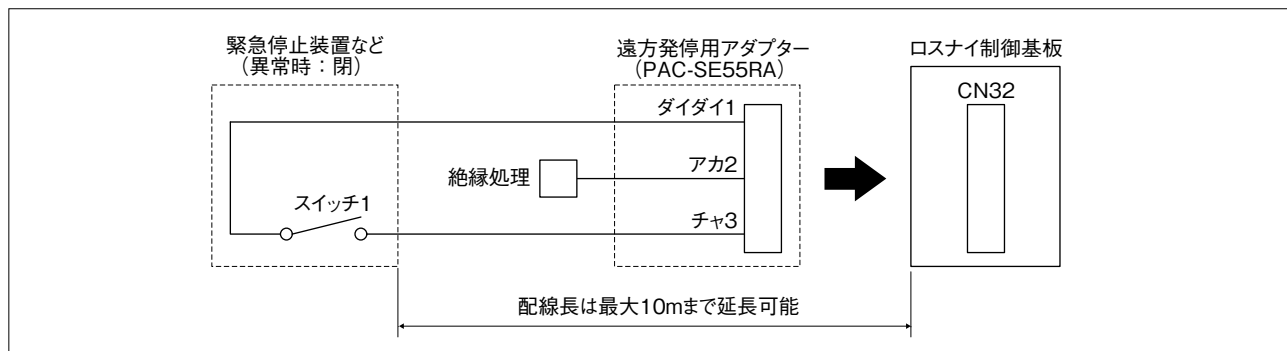 緊急停止装置など
(異常時:閉)
遠方発停用アダプター
(PAC-SE55RA)
ロスナイ制御基板
CN32
ダイダイ1
アカ2
絶縁処理
スイッチ1
チャ3
配線長は最大10mまで延長可能